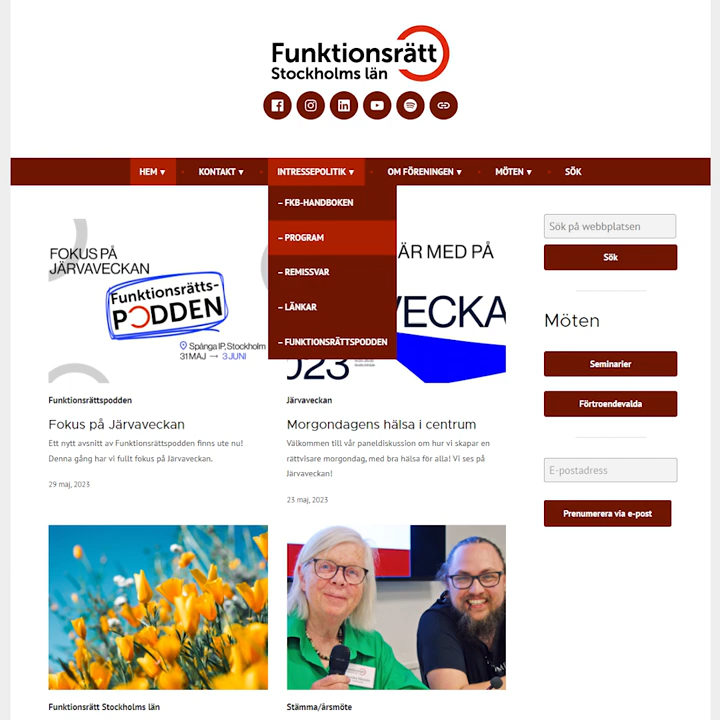 Funktionsrätt
Stockholms län
HEM ▾
KONTAKT ▾
INTRESSEPOLITIK ▾
OM FÖRENINGEN ▾
MÖTEN ▾
SÖK
– FKB-HANDBOKEN
– PROGRAM
– REMISSVAR
– LÄNKAR
– FUNKTIONSRÄTTSPODDEN
FOKUS PÅ
JÄRVAVECKAN
Funktionsrätts-
PODDEN
Spånga IP, Stockholm
31 MAJ → 3 JUNI
ÄR MED PÅ
VECKA
023
Funktionsrättspodden
Fokus på Järvaveckan
Ett nytt avsnitt av Funktionsrättspodden finns ute nu!
Denna gång har vi fullt fokus på Järvaveckan.
29 maj, 2023
Järvaveckan
Morgondagens hälsa i centrum
Välkommen till vår paneldiskussion om hur vi skapar en
rättvisare morgondag, med bra hälsa för alla! Vi ses på
Järvaveckan!
23 maj, 2023
Funktionsrätt Stockholms län
Stämma/årsmöte
Sök på webbplatsen
Sök
Möten
Seminarier
Förtroendevalda
E-postadress
Prenumerera via e-post